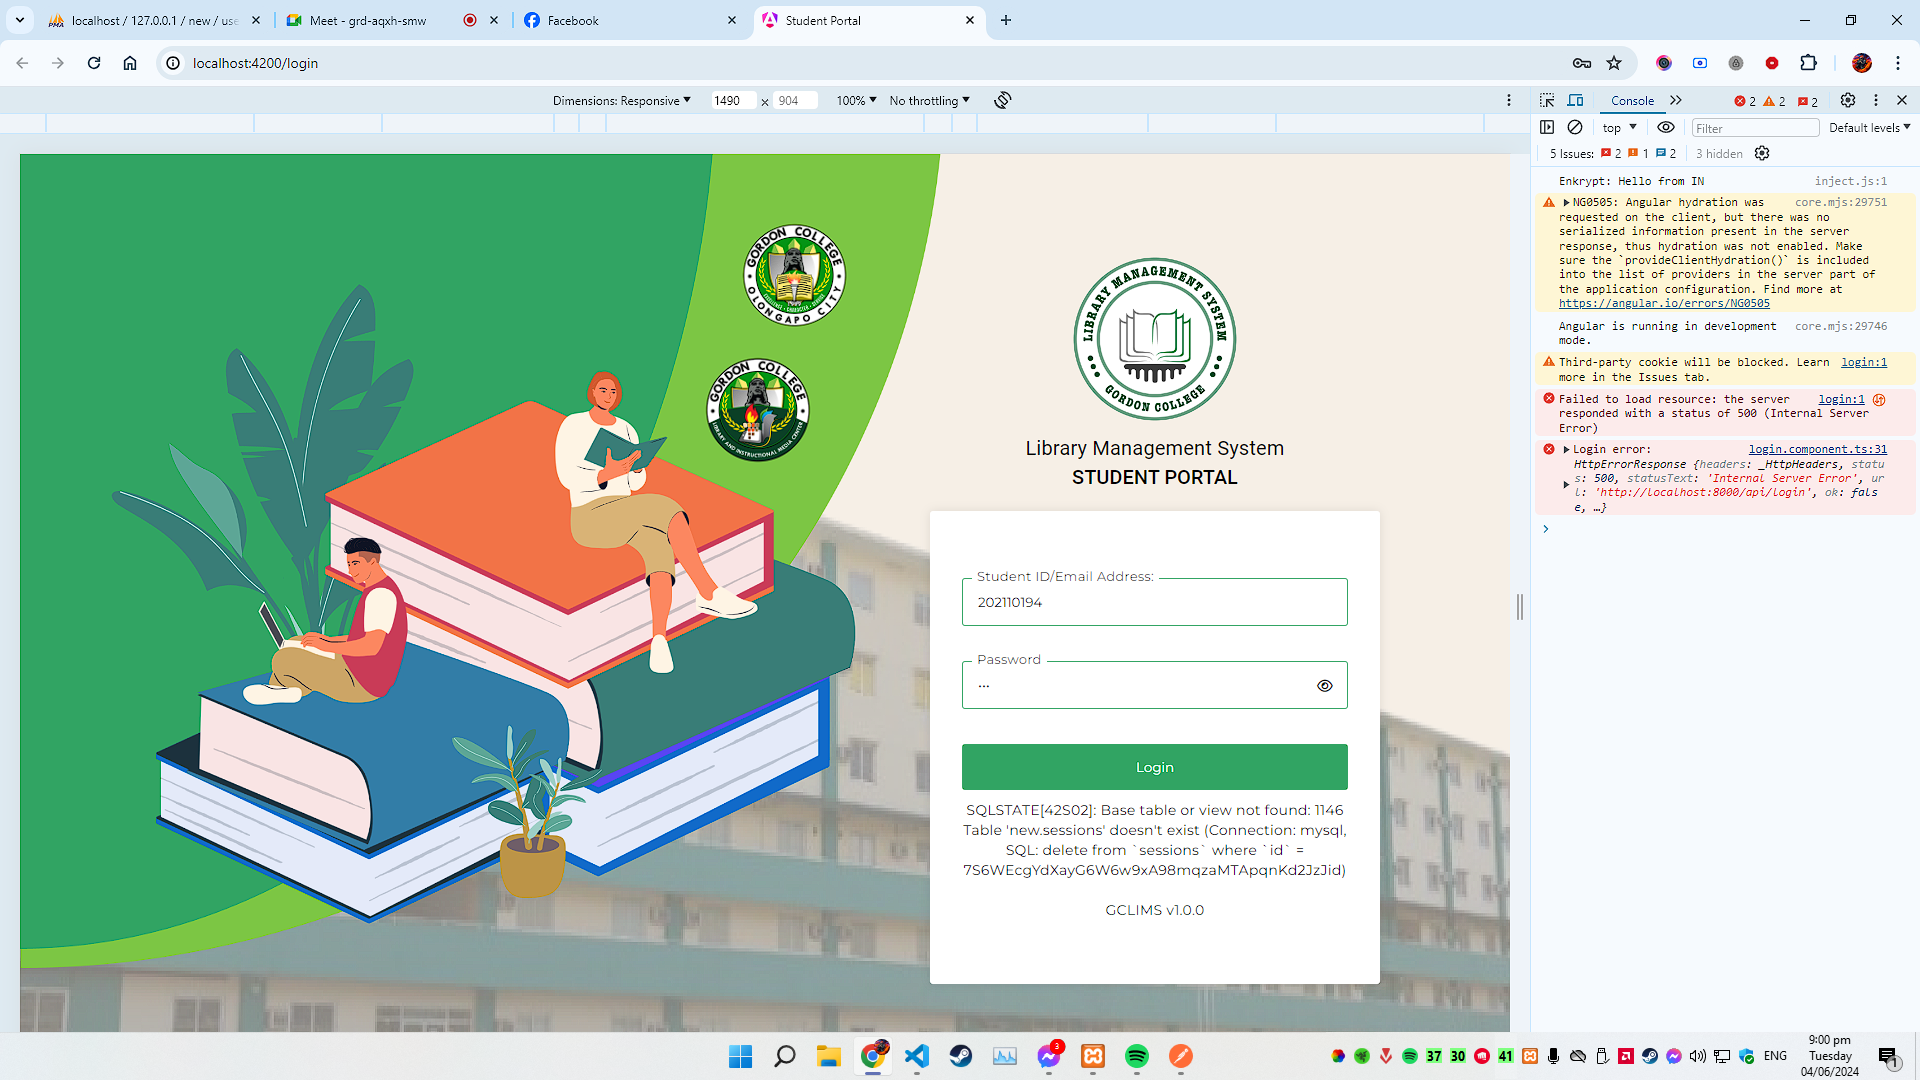 localhost / 127.0.0.1 / new / use
Meet - grd-aqxh-smw
Facebook
Student Portal
localhost:4200/login
Dimensions: Responsive
1490
x
904
100%
No throttling
Console
2
2
2
top
Filter
Default levels
5 Issues:
2
1
2
3 hidden
Enkrypt: Hello from IN
inject.js:1
NG0505: Angular hydration was
core.mjs:29751
requested on the client, but there was no
serialized information present in the server
response, thus hydration was not enabled. Make
sure the `provideClientHydration()` is included
into the list of providers in the server part of
the application configuration. Find more at
https://angular.io/errors/NG0505
Angular is running in development
core.mjs:29746
mode.
Third-party cookie will be blocked. Learn
login:1
more in the Issues tab.
Failed to load resource: the server
login:1
responded with a status of 500 (Internal Server
Error)
Login error:
login.component.ts:31
HttpErrorResponse {headers: _HttpHeaders, statu
s: 500, statusText: 'Internal Server Error', ur
l: 'http://localhost:8000/api/login', ok: fals
e, …}
GORDON COLLEGE
OLONGAPO CITY
GORDON COLLEGE
LIBRARY AND INSTRUCTIONAL MEDIA CENTER
LIBRARY MANAGEMENT SYSTEM
GORDON COLLEGE
Library Management System
STUDENT PORTAL
Student ID/Email Address:
202110194
Password
Login
SQLSTATE[42S02]: Base table or view not found: 1146
Table 'new.sessions' doesn't exist (Connection: mysql,
SQL: delete from `sessions` where `id` =
7S6WEcgYdXayG6W6w9xA98mqzaMTApqnKd2JzJid)
GCLIMS v1.0.0
3
37
30
41
ENG
9:00 pm
Tuesday
04/06/2024
1